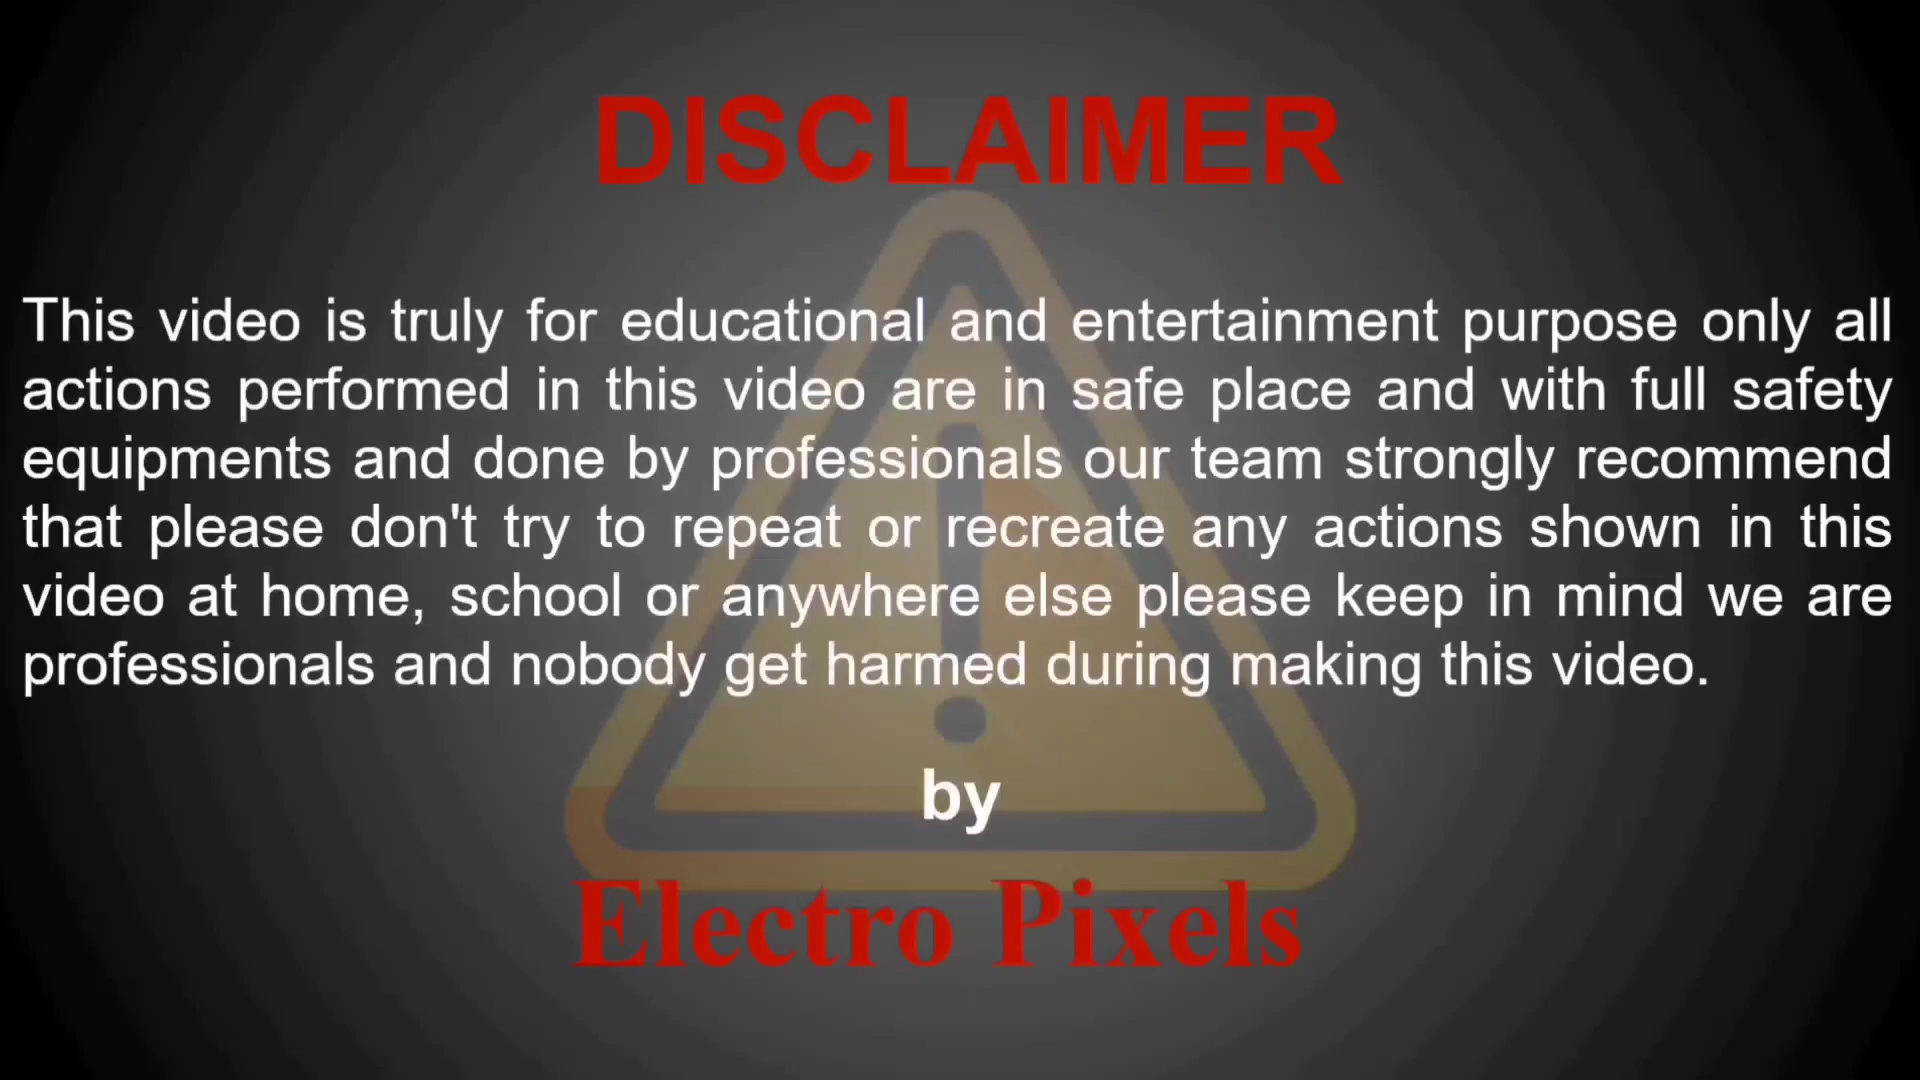 DISCLAIMER
This video is truly for educational and entertainment purpose only all
actions performed in this video are in safe place and with full safety
equipments and done by professionals our team strongly recommend
that please don't try to repeat or recreate any actions shown in this
video at home, school or anywhere else please keep in mind we are
professionals and nobody get harmed during making this video.
by
Electro Pixels